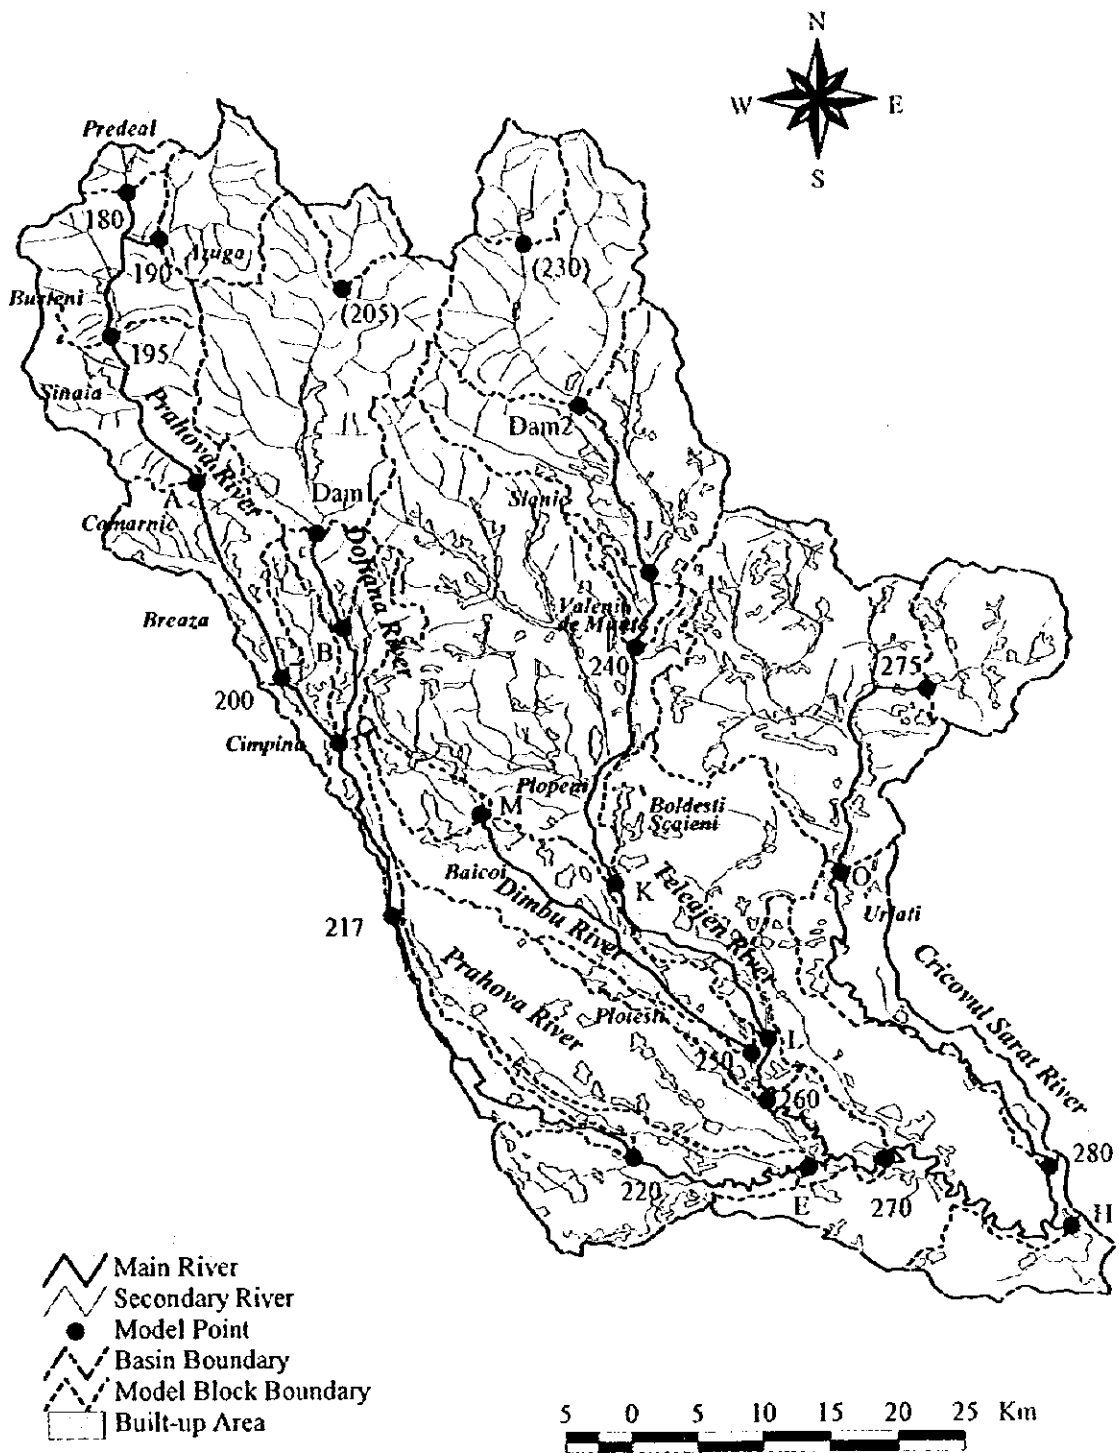 N
W E
S
Predeal
180
190
Azuga
(205)
(230)
Busteni
195
Sinaia
Prahova River
A
Comarnic
Dam1
Doftana River
Dam2
Slanic
J
Breaza
B
Valenii de Munte
240
275
200
Cimpina
Plopeni
M
Boldesti
Scaieni
Baicoi
K
O
Urlati
217
Dimbu River
Teleajen River
Prahova River
Ploiesti
Cricovul Sarat River
250
L
260
220
E
270
280
H
Main River
Secondary River
Model Point
Basin Boundary
Model Block Boundary
Built-up Area
5 0 5 10 15 20 25 Km